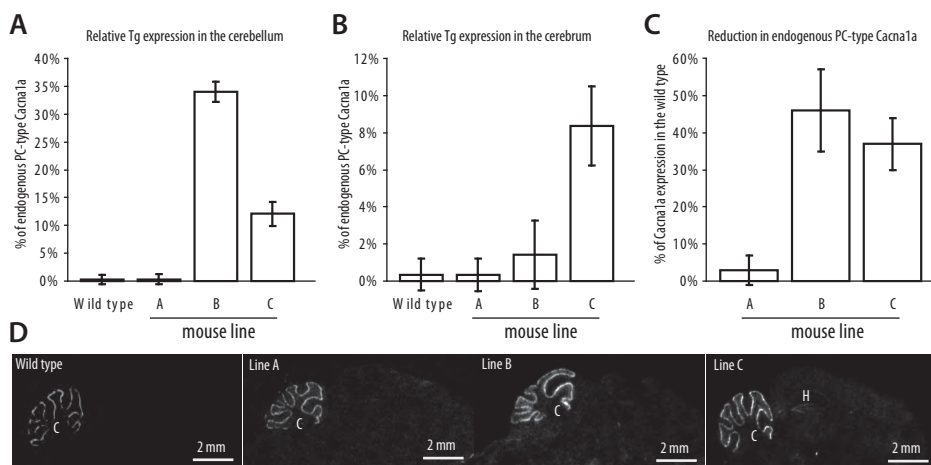 A
Relative Tg expression in the cerebellum
% of endogenous PC-type Cacna1a
40%
35%
30%
25%
20%
15%
10%
5%
0%
Wild type A B C
mouse line
B
Relative Tg expression in the cerebrum
% of endogenous PC-type Cacna1a
12%
10%
8%
6%
4%
2%
0%
Wild type A B C
mouse line
C
Reduction in endogenous PC-type Cacna1a
% of Cacna1a expression in the wild type
60%
50%
40%
30%
20%
10%
0%
A B C
mouse line
D
Wild type
C
2 mm
Line A
C
2 mm
Line B
C
2 mm
Line C
H
C
2 mm